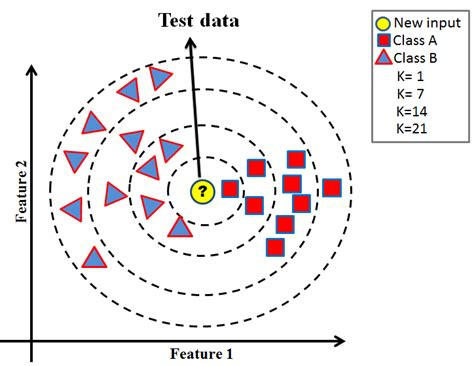 Test data
New input
Class A
Class B
K= 1
K= 7
K=14
K=21
?
Feature 2
Feature 1